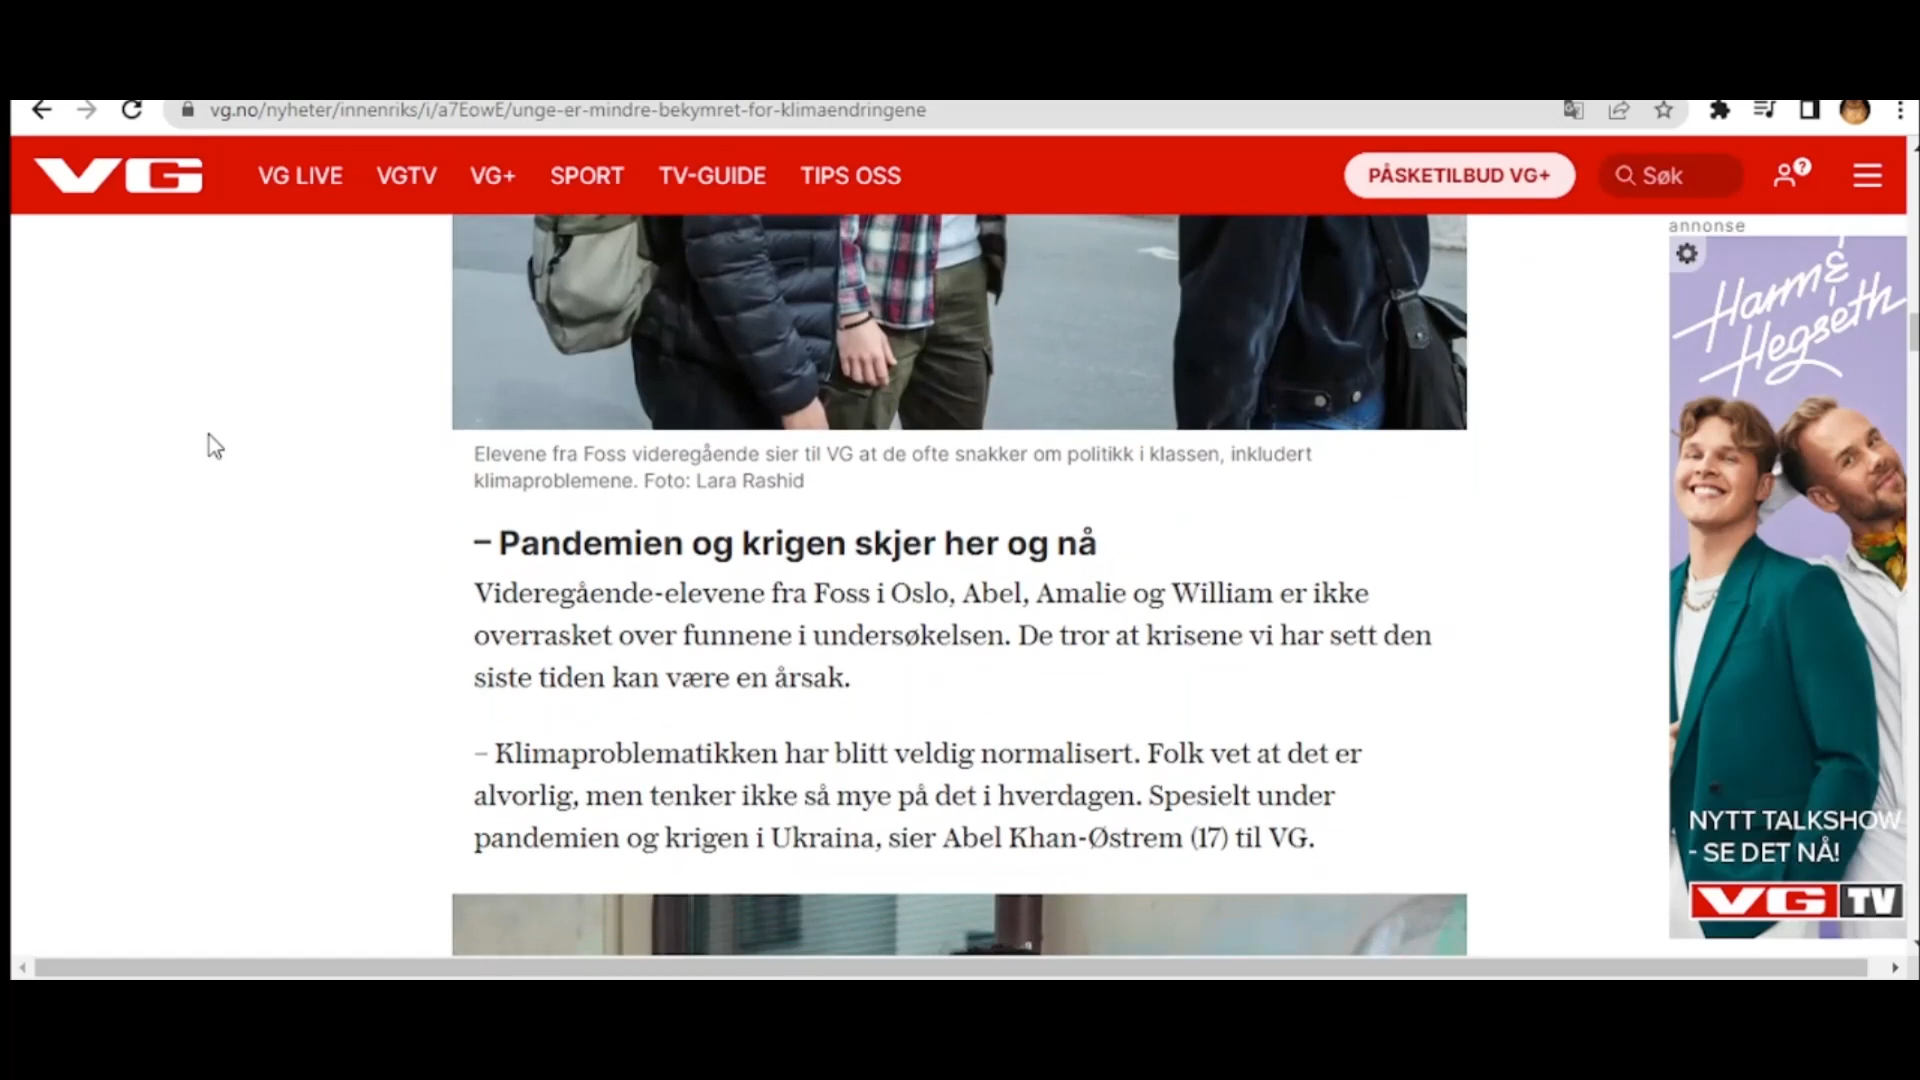 vg.no/nyheter/innenriks/i/a7EowE/unge-er-mindre-bekymret-for-klimaendringene
VG
VG LIVE
VGTV
VG+
SPORT
TV-GUIDE
TIPS OSS
PÅSKETILBUD VG+
Søk
annonse
Harm &
Hegseth
Elevene fra Foss videregående sier til VG at de ofte snakker om politikk i klassen, inkludert
klimaproblemene. Foto: Lara Rashid
– Pandemien og krigen skjer her og nå
Videregående-elevene fra Foss i Oslo, Abel, Amalie og William er ikke
overrasket over funnene i undersøkelsen. De tror at krisene vi har sett den
siste tiden kan være en årsak.
– Klimaproblematikken har blitt veldig normalisert. Folk vet at det er
alvorlig, men tenker ikke så mye på det i hverdagen. Spesielt under
pandemien og krigen i Ukraina, sier Abel Khan-Østrem (17) til VG.
NYTT TALKSHOW
- SE DET NÅ!
VG TV